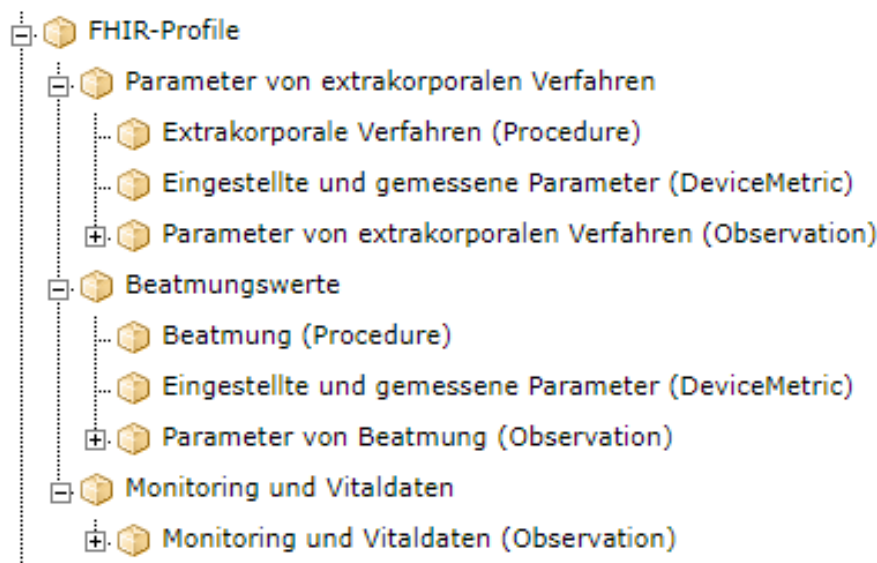 FHIR-Profile
Parameter von extrakorporalen Verfahren
Extrakorporale Verfahren (Procedure)
Eingestellte und gemessene Parameter (DeviceMetric)
Parameter von extrakorporalen Verfahren (Observation)
Beatmungswerte
Beatmung (Procedure)
Eingestellte und gemessene Parameter (DeviceMetric)
Parameter von Beatmung (Observation)
Monitoring und Vitaldaten
Monitoring und Vitaldaten (Observation)